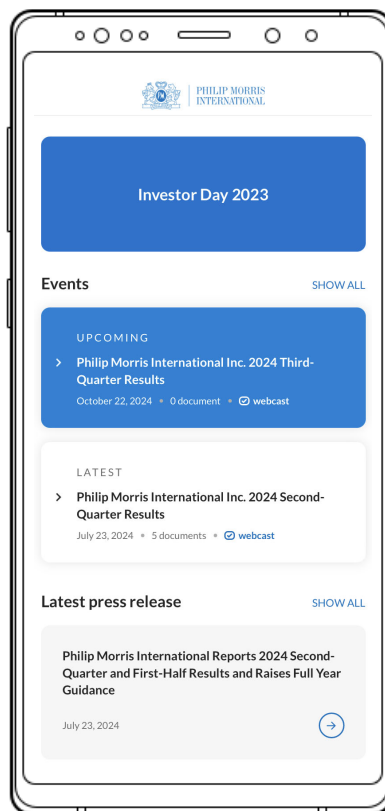 PHILIP MORRIS
INTERNATIONAL
Investor Day 2023
Events
SHOW ALL
UPCOMING
Philip Morris International Inc. 2024 Third-
Quarter Results
October 22, 2024 • 0 document • webcast
LATEST
Philip Morris International Inc. 2024 Second-
Quarter Results
July 23, 2024 • 5 documents • webcast
Latest press release
SHOW ALL
Philip Morris International Reports 2024 Second-
Quarter and First-Half Results and Raises Full Year
Guidance
July 23, 2024